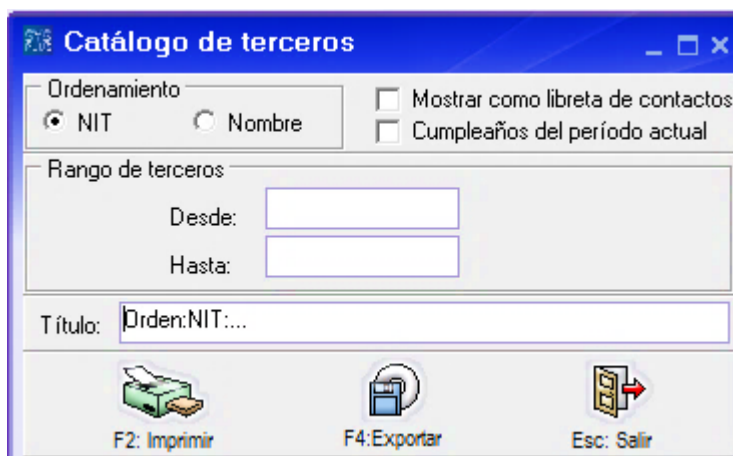 Catálogo de terceros
Ordenamiento
NIT Nombre
Mostrar como libreta de contactos
Cumpleaños del período actual
Rango de terceros
Desde:
Hasta:
Título: Orden:NIT:...
F2: Imprimir F4:Exportar Esc: Salir